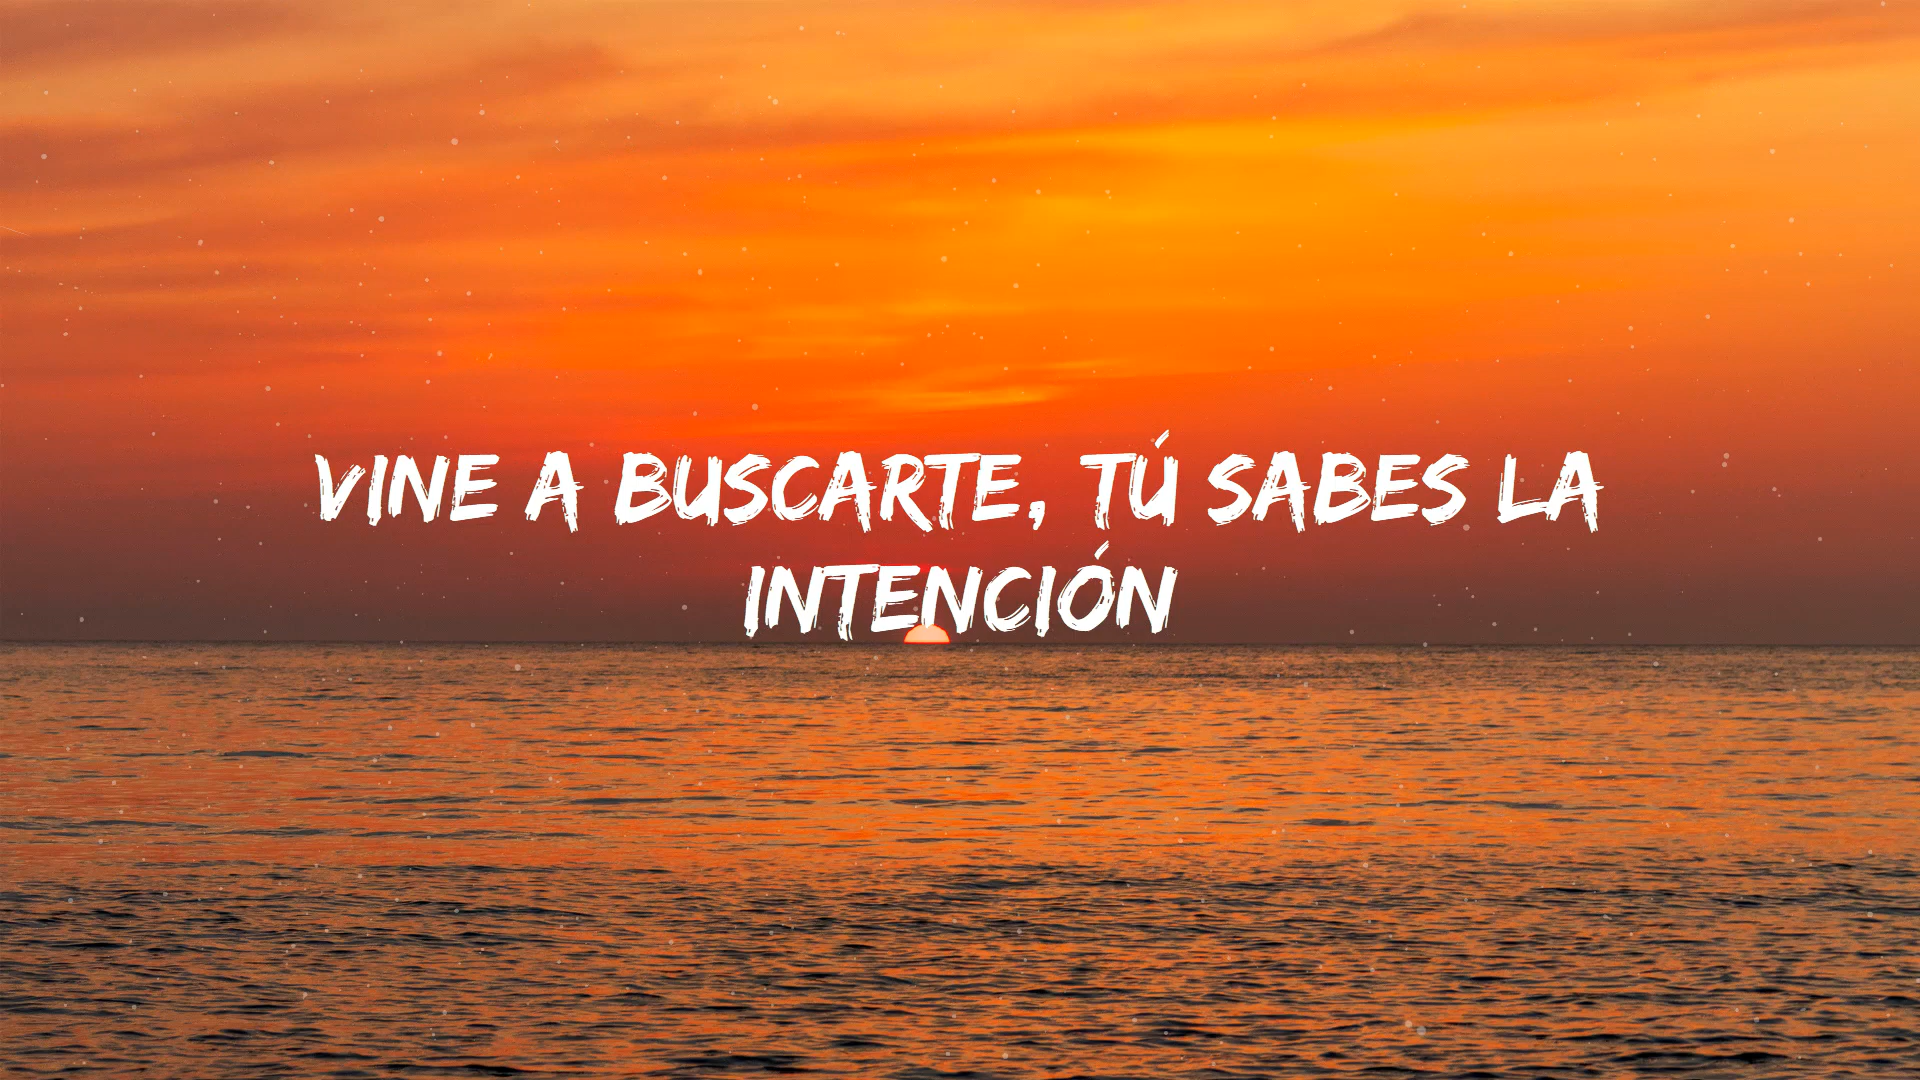 VINE A BUSCARTE, TÚ SABES LA
INTENCIÓN